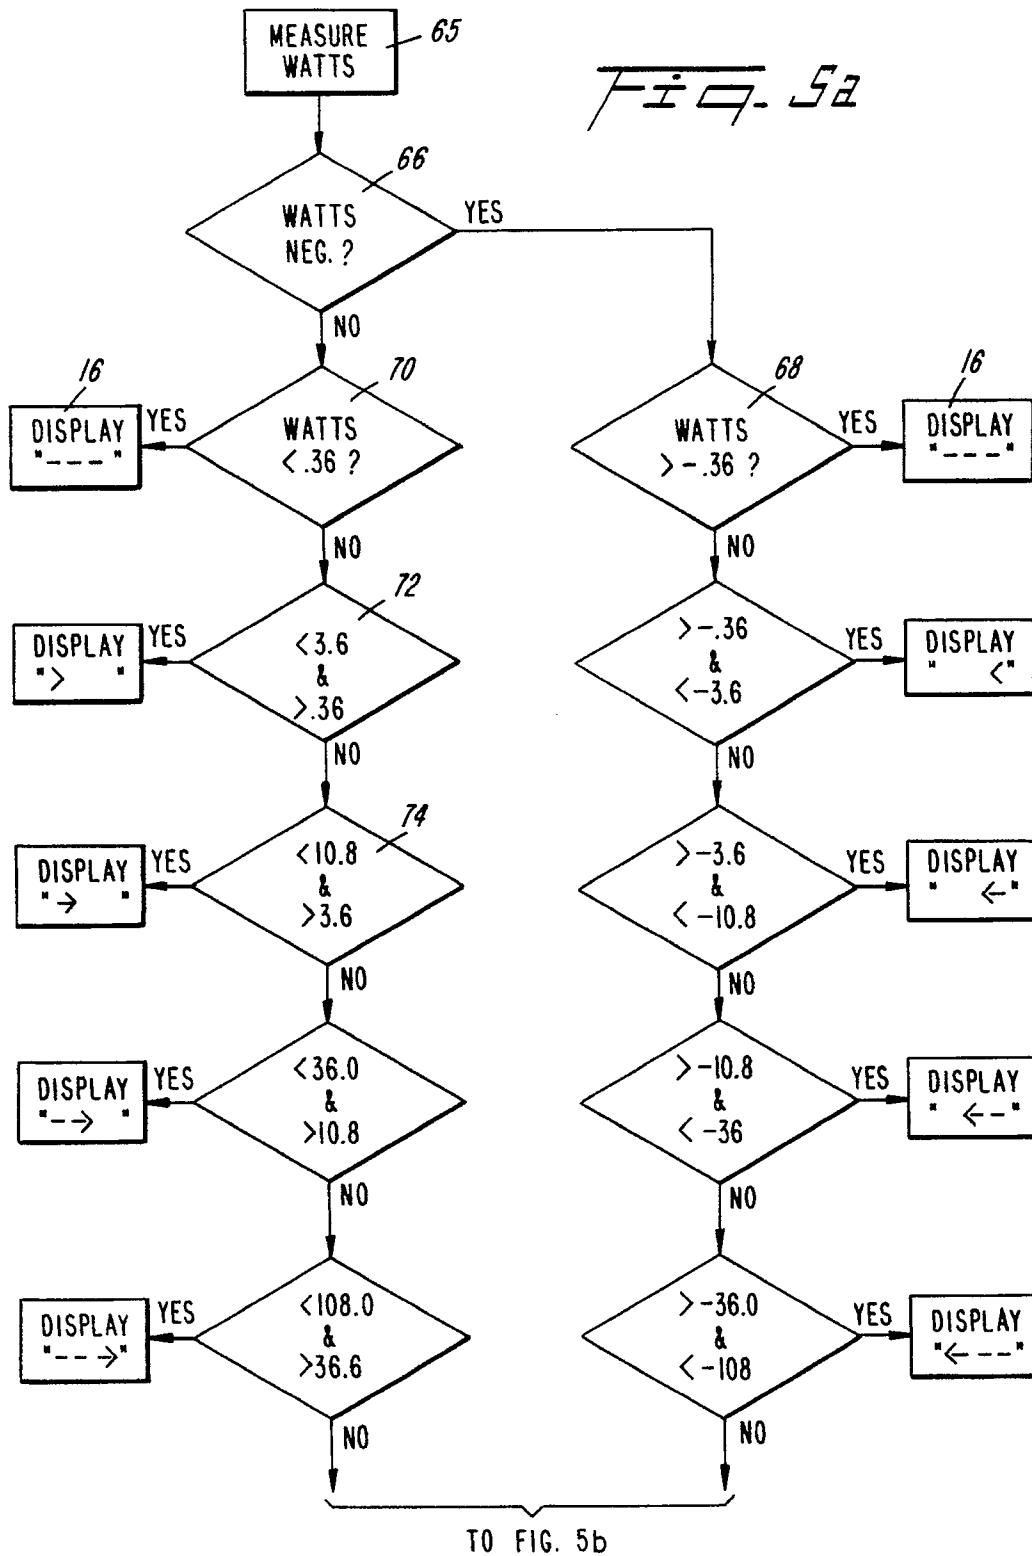 MEASURE
WATTS
65
Fig. 5a
66
WATTS
NEG. ?
YES
NO
16
DISPLAY
"---"
YES
70
WATTS
<.36 ?
NO
68
WATTS
>-.36 ?
YES
NO
16
DISPLAY
"---"
DISPLAY
">   "
YES
72
<3.6
&
>.36
NO
>-.36
&
<-3.6
YES
NO
DISPLAY
"   <"
DISPLAY
"→   "
YES
74
<10.8
&
>3.6
NO
>-3.6
&
<-10.8
YES
NO
DISPLAY
"   ←-"
DISPLAY
"--→ "
YES
<36.0
&
>10.8
NO
>-10.8
&
<-36
YES
NO
DISPLAY
" ←--"
DISPLAY
"---→"
YES
<108.0
&
>36.6
NO
>-36.0
&
<-108
YES
NO
DISPLAY
"←---"
TO FIG. 5b